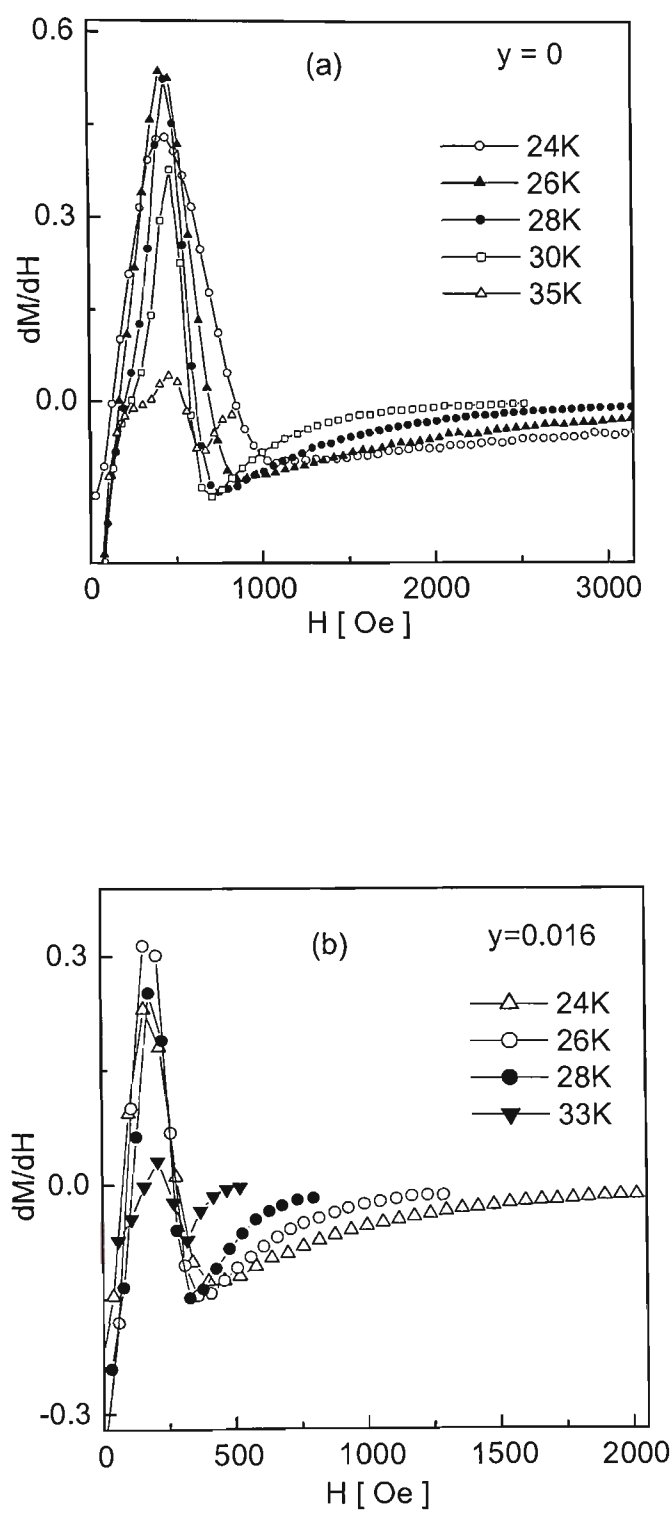 0.6
(a)
y = 0
24K
26K
28K
30K
35K
0.3
0.0
dM/dH
0
1000
2000
3000
H [ Oe ]
(b)
y=0.016
0.3
24K
26K
28K
33K
0.0
dM/dH
-0.3
0
500
1000
1500
2000
H [ Oe ]